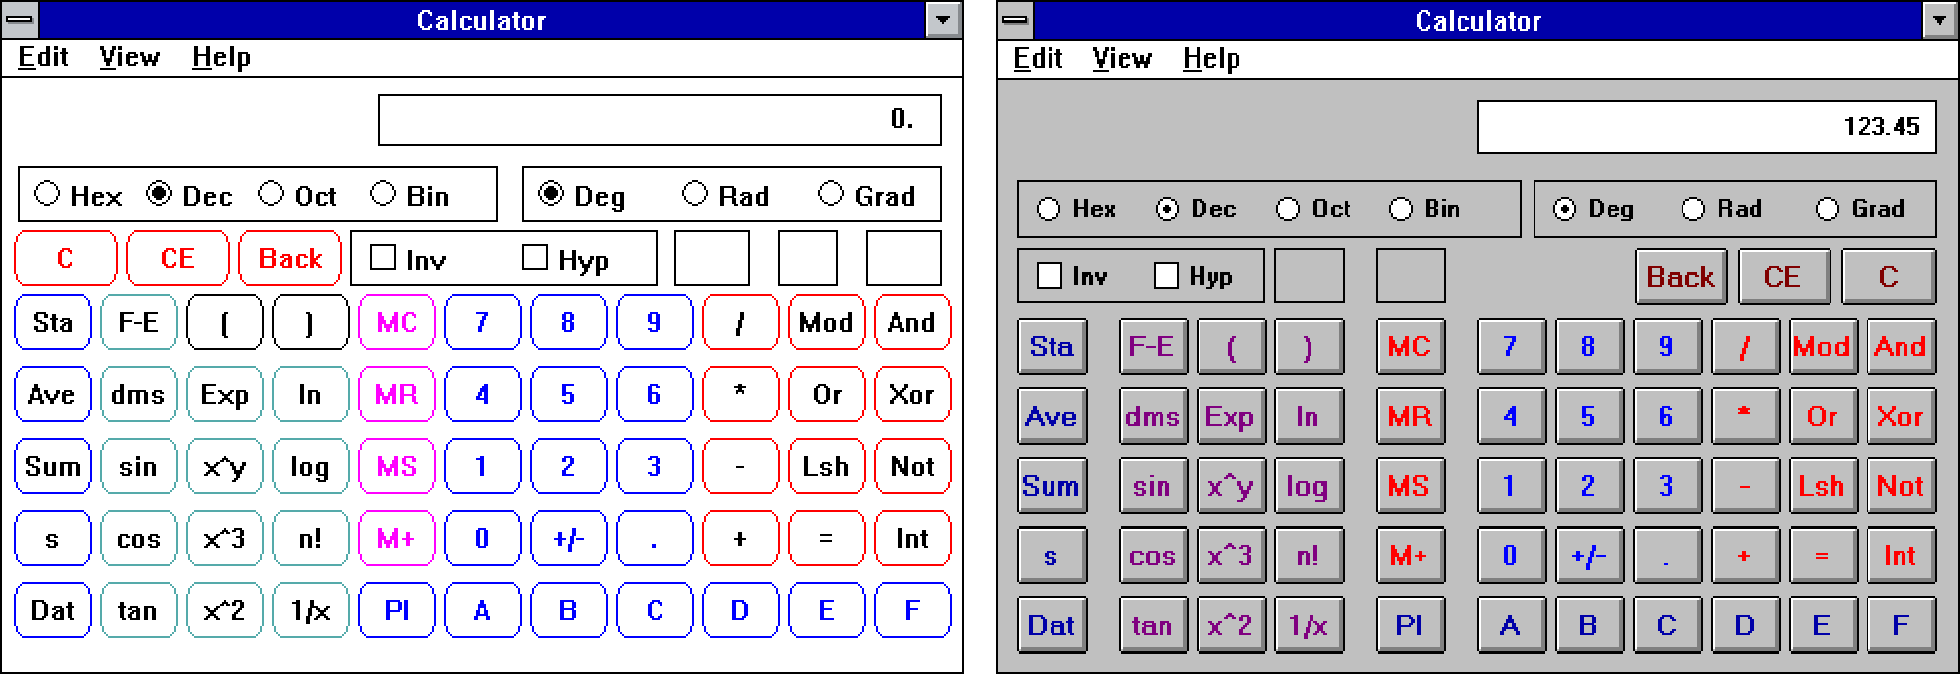 Calculator
Edit View Help
0.
Hex Dec Oct Bin Deg Rad Grad
C CE Back Inv Hyp
Sta F-E ( ) MC 7 8 9 / Mod And
Ave dms Exp ln MR 4 5 6 * Or Xor
Sum sin x^y log MS 1 2 3 - Lsh Not
s cos x^3 n! M+ 0 +/- . + = Int
Dat tan x^2 1/x PI A B C D E F
Calculator
Edit View Help
123.45
Hex Dec Oct Bin Deg Rad Grad
Inv Hyp Back CE C
Sta F-E ( ) MC 7 8 9 / Mod And
Ave dms Exp ln MR 4 5 6 * Or Xor
Sum sin x^y log MS 1 2 3 - Lsh Not
s cos x^3 n! M+ 0 +/- . + = Int
Dat tan x^2 1/x PI A B C D E F